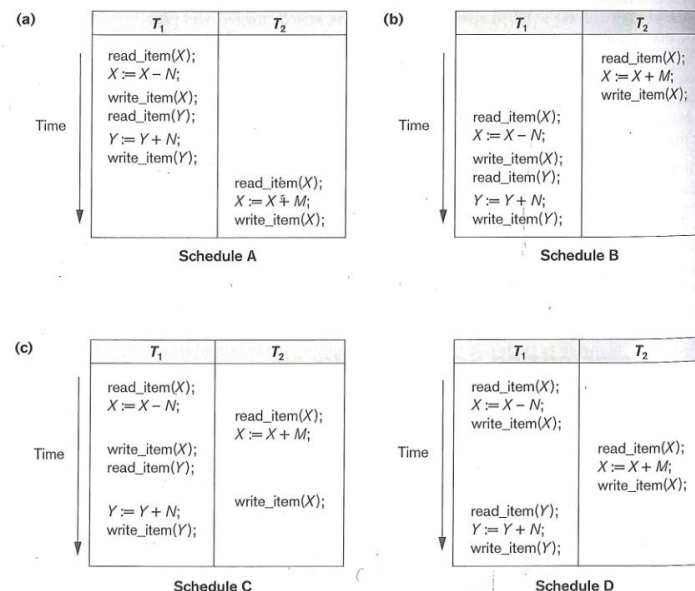 (a)
T1 T2
read_item(X);
X := X − N;
write_item(X);
read_item(Y);
Y := Y + N;
write_item(Y);
read_item(X);
X := X + M;
write_item(X);
Time
Schedule A
(b)
T1 T2
read_item(X);
X := X + M;
write_item(X);
read_item(X);
X := X − N;
write_item(X);
read_item(Y);
Y := Y + N;
write_item(Y);
Time
Schedule B
(c)
T1 T2
read_item(X);
X := X − N;
read_item(X);
X := X + M;
write_item(X);
read_item(Y);
write_item(X);
Y := Y + N;
write_item(Y);
Time
Schedule C
T1 T2
read_item(X);
X := X − N;
write_item(X);
read_item(X);
X := X + M;
write_item(X);
read_item(Y);
Y := Y + N;
write_item(Y);
Time
Schedule D